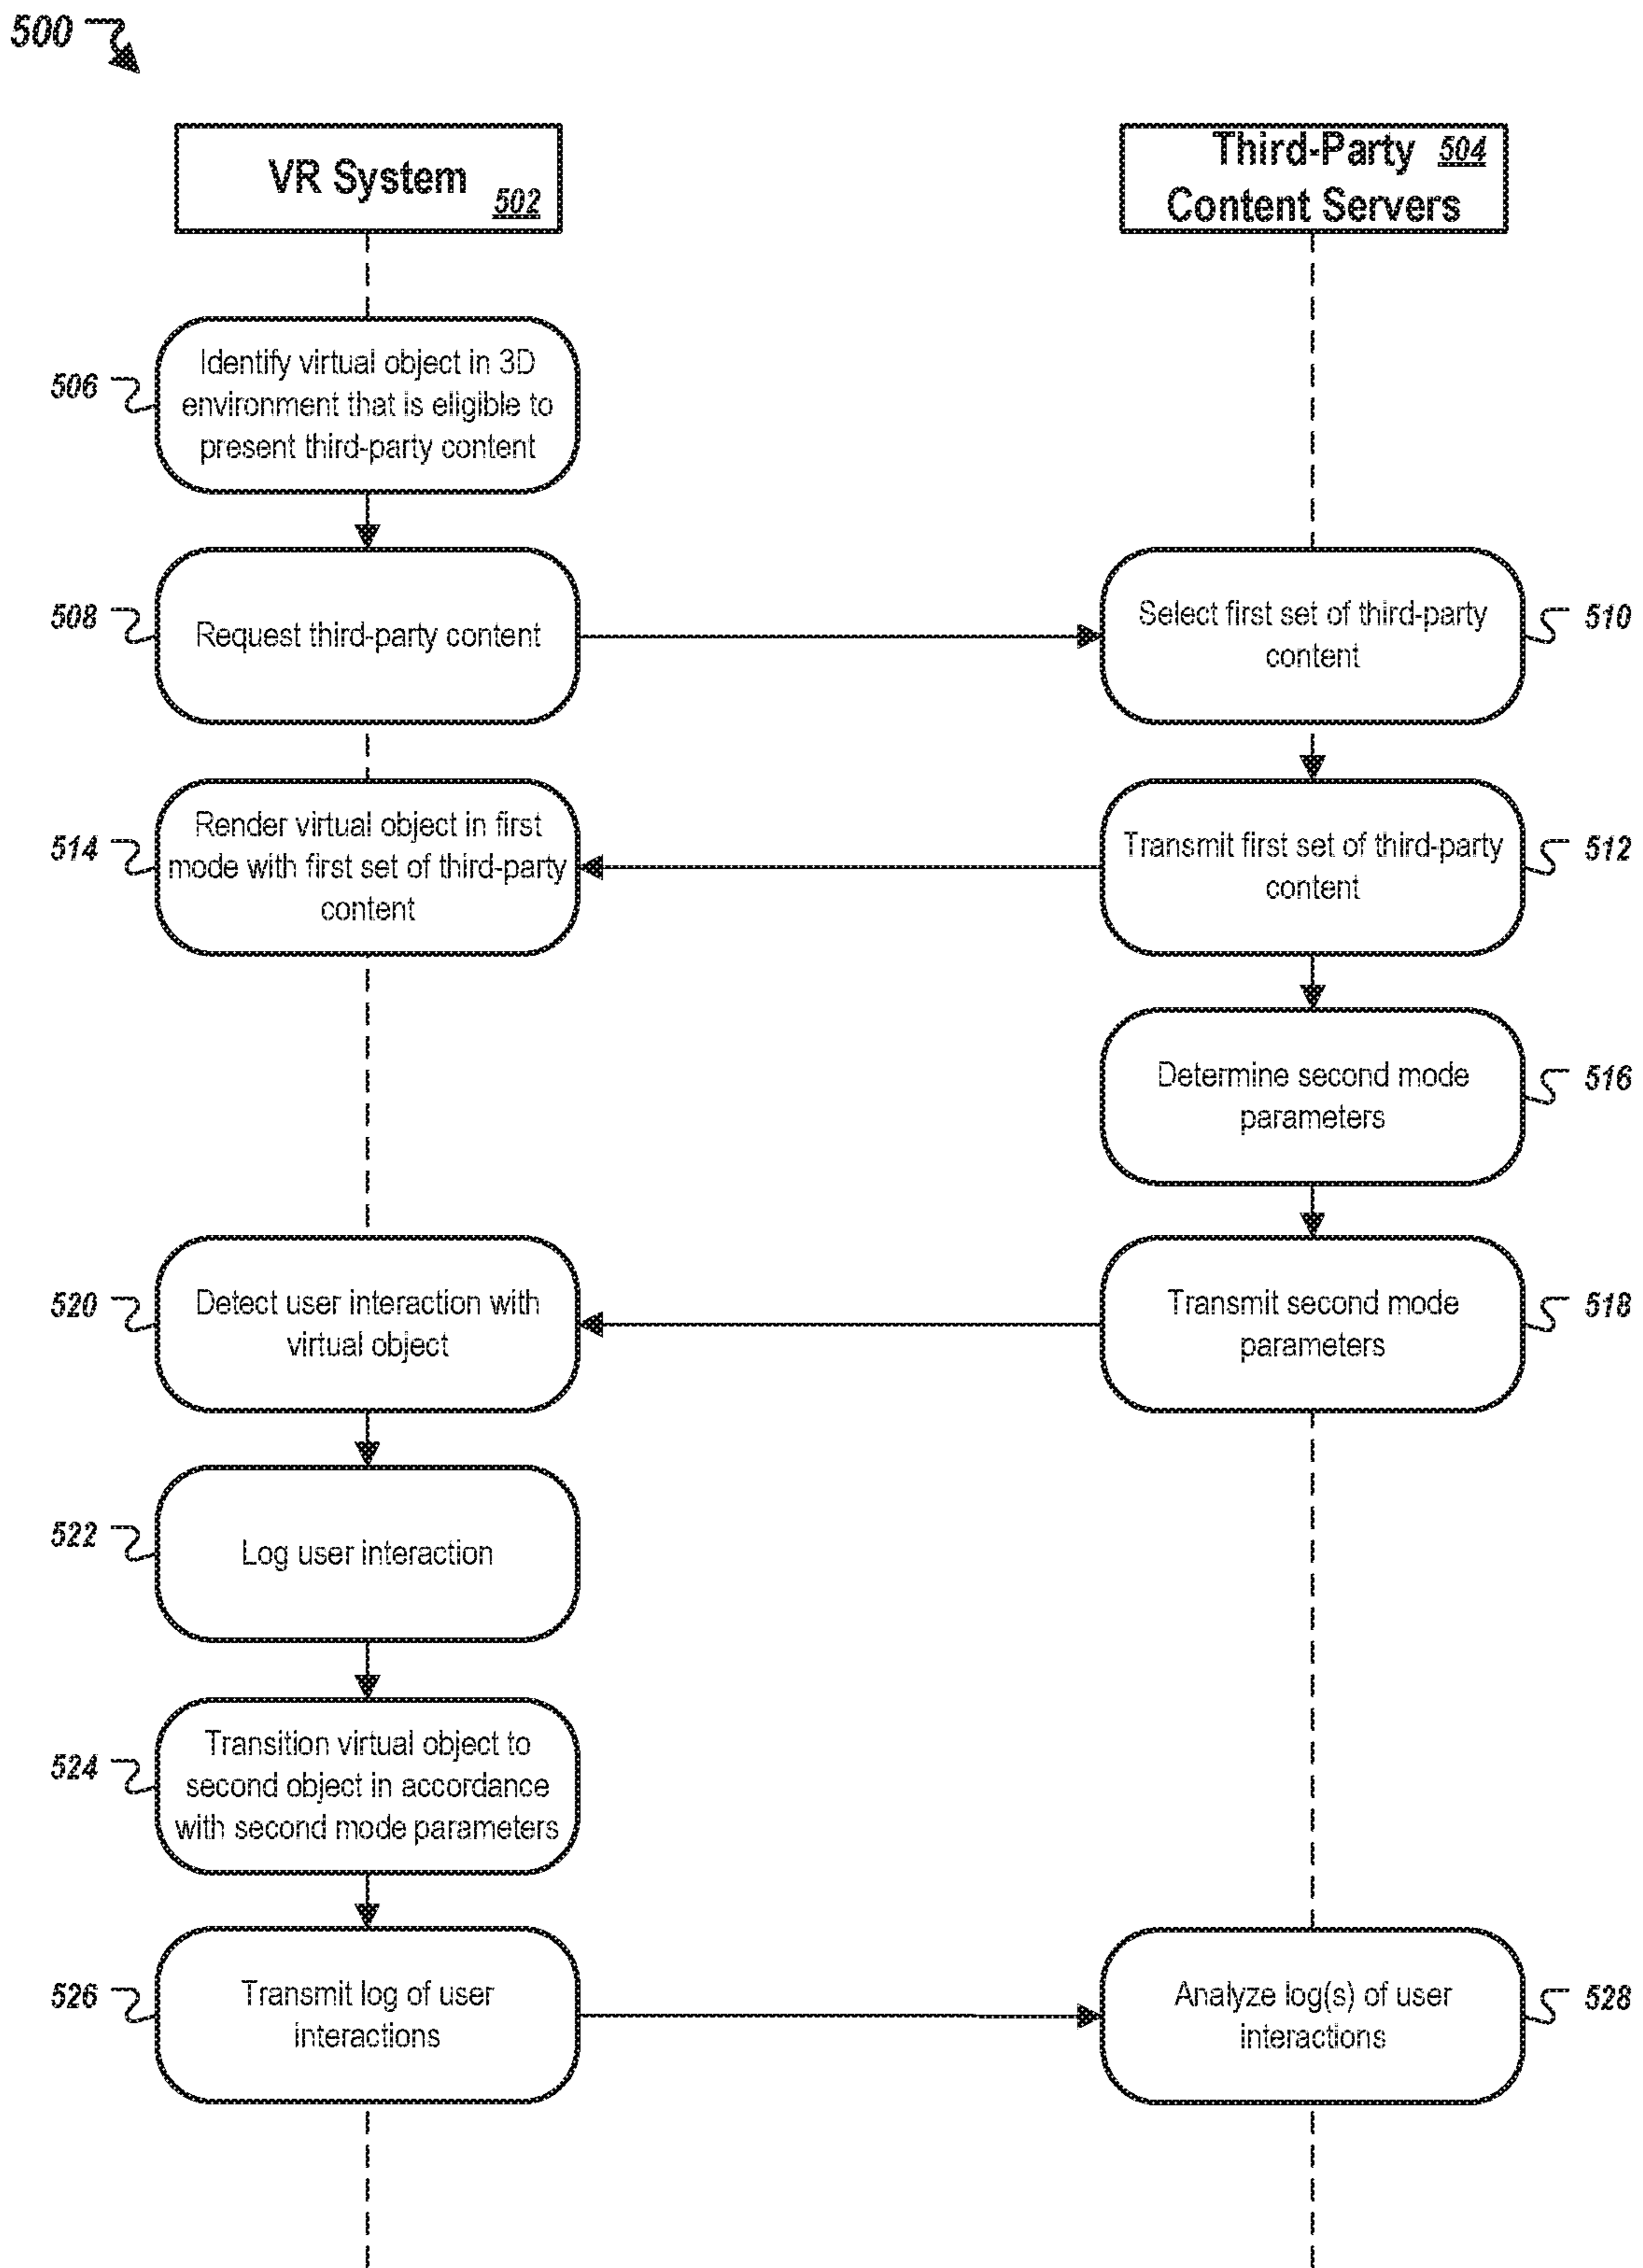 500
VR System 502
Third-Party 504
Content Servers
506
Identify virtual object in 3D
environment that is eligible to
present third-party content
508
Request third-party content
Select first set of third-party
content
510
514
Render virtual object in first
mode with first set of third-party
content
Transmit first set of third-party
content
512
Determine second mode
parameters
516
520
Detect user interaction with
virtual object
Transmit second mode
parameters
518
522
Log user interaction
524
Transition virtual object to
second object in accordance
with second mode parameters
526
Transmit log of user
interactions
Analyze log(s) of user
interactions
528